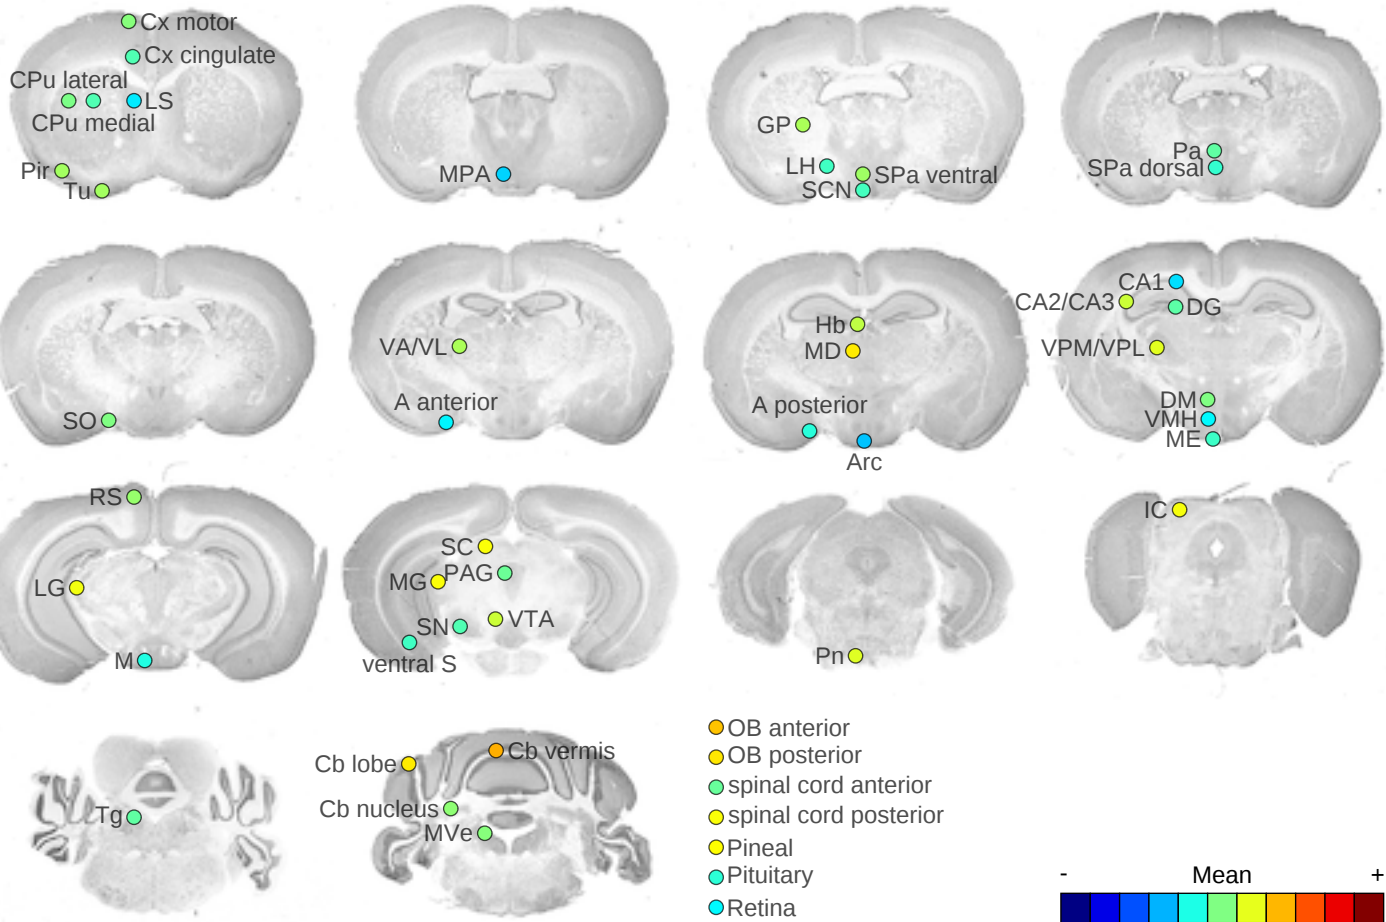 Cx motor
Cx cingulate
CPu lateral
LS
CPu medial
Pir
Tu
MPA
GP
LH
SPa ventral
SCN
Pa
SPa dorsal
SO
VA/VL
A anterior
Hb
MD
A posterior
Arc
CA1
CA2/CA3
DG
VPM/VPL
DM
VMH
ME
RS
LG
M
SC
PAG
MG
VTA
SN
ventral S
Pn
IC
Tg
Cb vermis
Cb lobe
Cb nucleus
MVe
OB anterior
OB posterior
spinal cord anterior
spinal cord posterior
Pineal
Pituitary
Retina
- Mean +